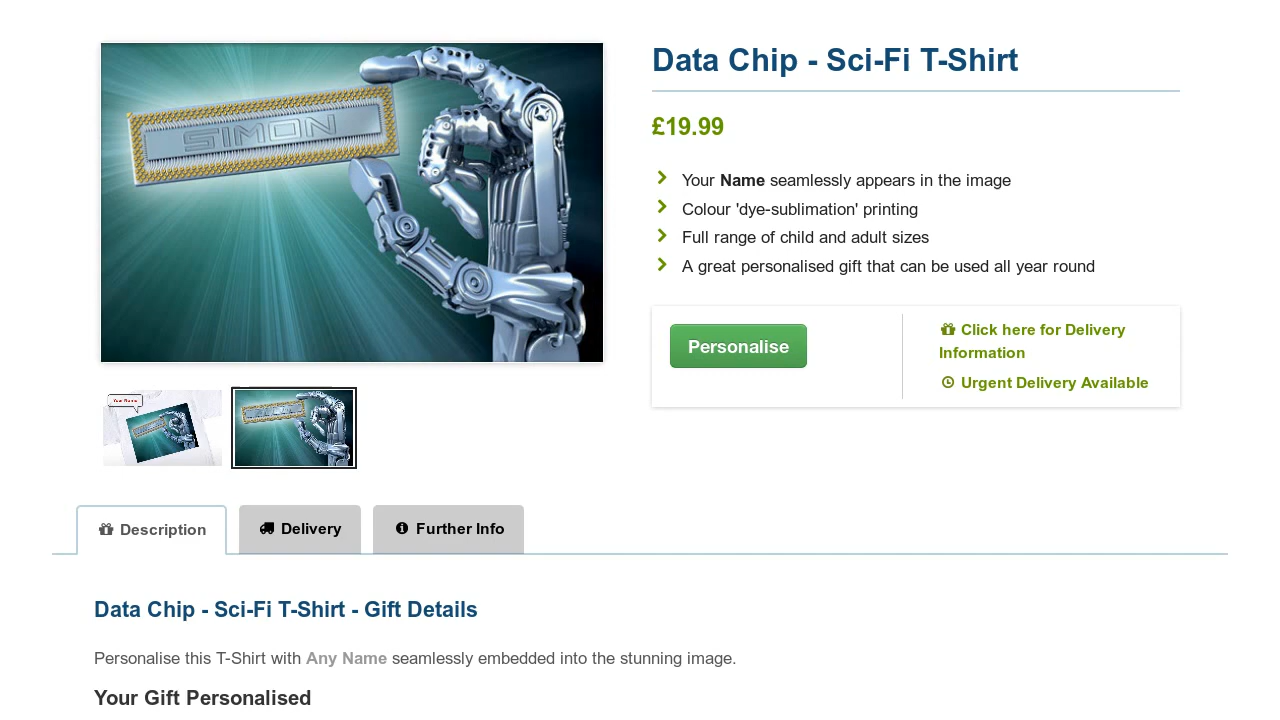 SIMON
Data Chip - Sci-Fi T-Shirt
£19.99
Your Name seamlessly appears in the image
Colour 'dye-sublimation' printing
Full range of child and adult sizes
A great personalised gift that can be used all year round
Personalise
Click here for Delivery
Information
Urgent Delivery Available
Your Name
Description
Delivery
Further Info
Data Chip - Sci-Fi T-Shirt - Gift Details
Personalise this T-Shirt with Any Name seamlessly embedded into the stunning image.
Your Gift Personalised